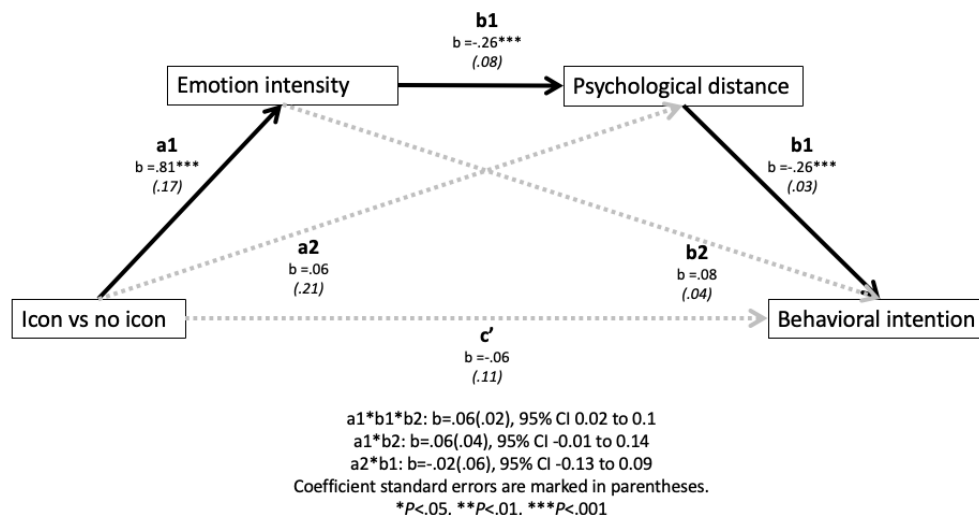 b1
b =-.26***
(.08)
Emotion intensity
Psychological distance
a1
b =.81***
(.17)
b1
b =-.26***
(.03)
a2
b =.06
(.21)
b2
b =.08
(.04)
Icon vs no icon
Behavioral intention
c’
b =-.06
(.11)
a1*b1*b2: b=.06(.02), 95% CI 0.02 to 0.1
a1*b2: b=.06(.04), 95% CI -0.01 to 0.14
a2*b1: b=-.02(.06), 95% CI -0.13 to 0.09
Coefficient standard errors are marked in parentheses.
*P<.05, **P<.01, ***P<.001